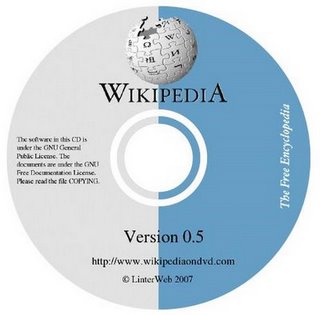 WIKIPEDIA
The software in this CD is
under the GNU General
Public License. The
documents are under the GNU
Free Documentation License.
Please read the file COPYING.
The Free Encyclopedia
Version 0.5
http://www.wikipediaondvd.com
© LinterWeb 2007